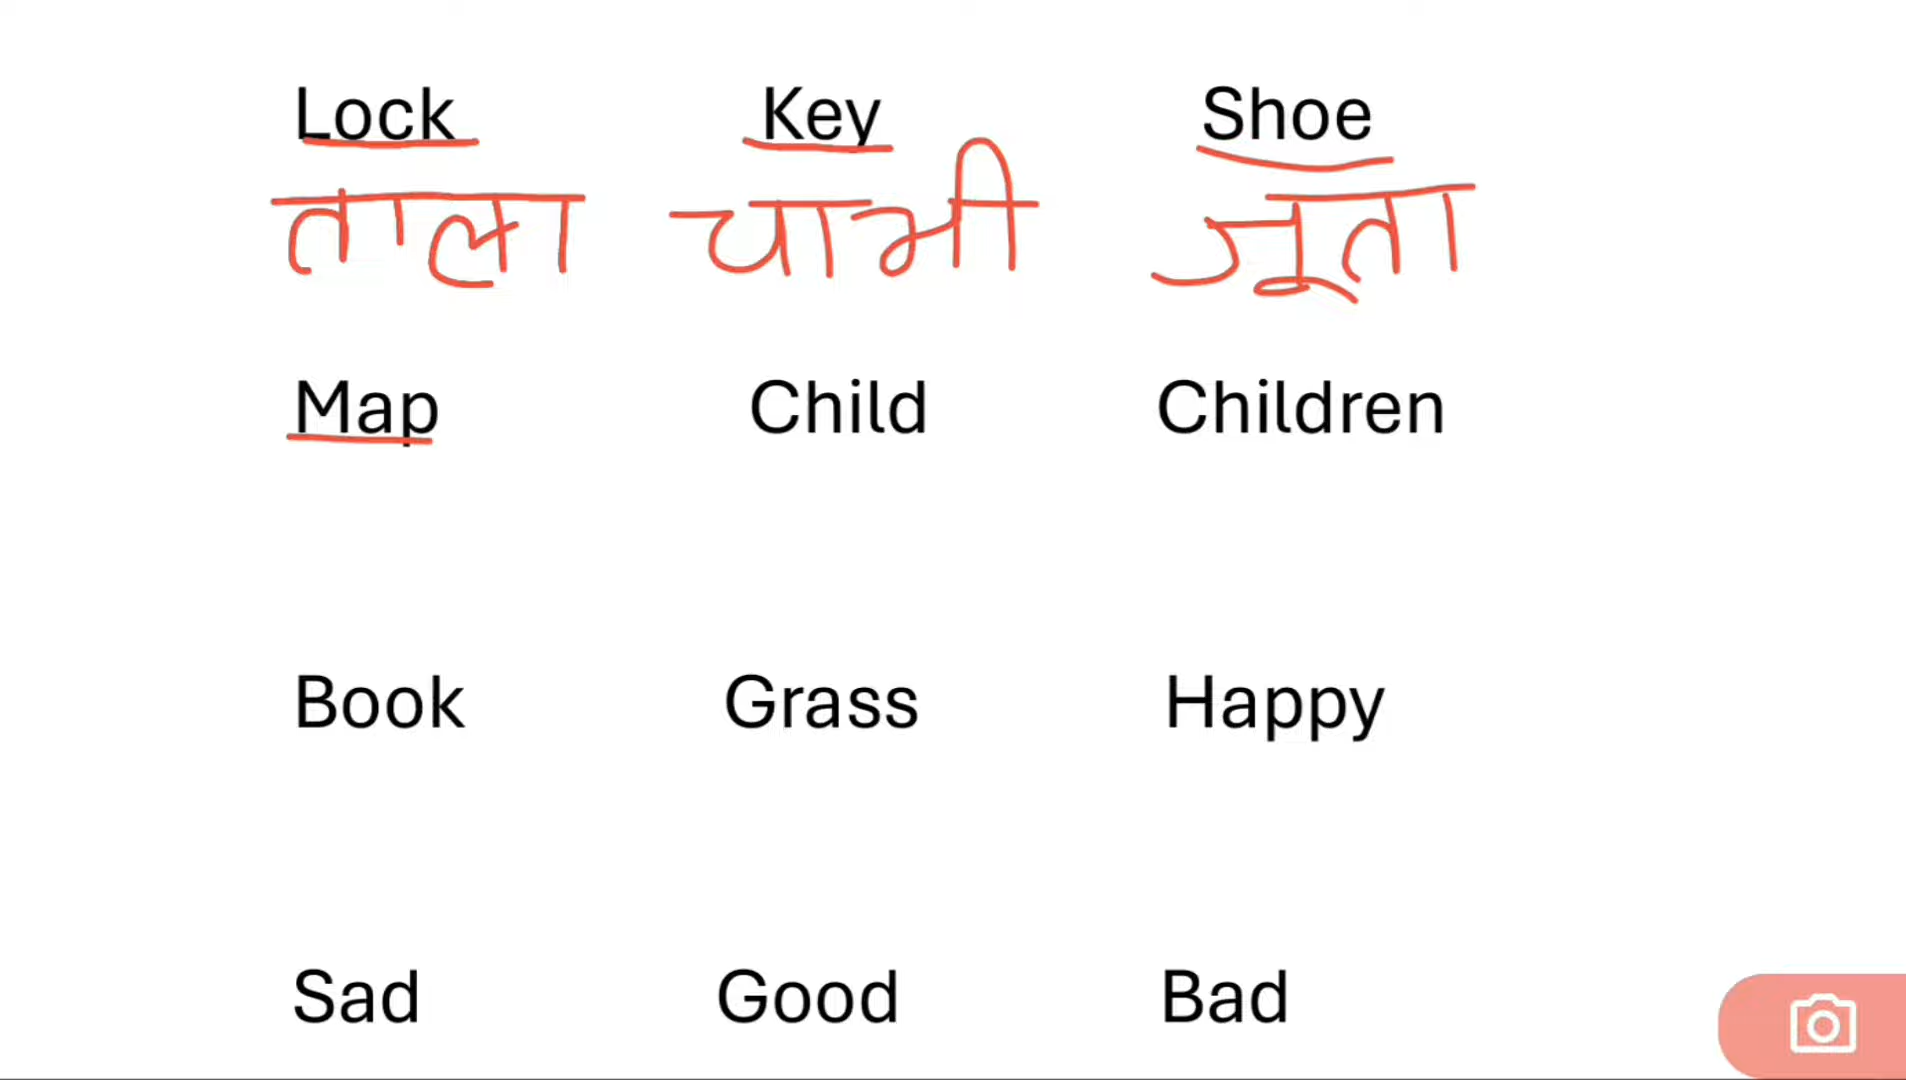 Lock Key Shoe
ताला चाभी जूता
Map Child Children
Book Grass Happy
Sad Good Bad